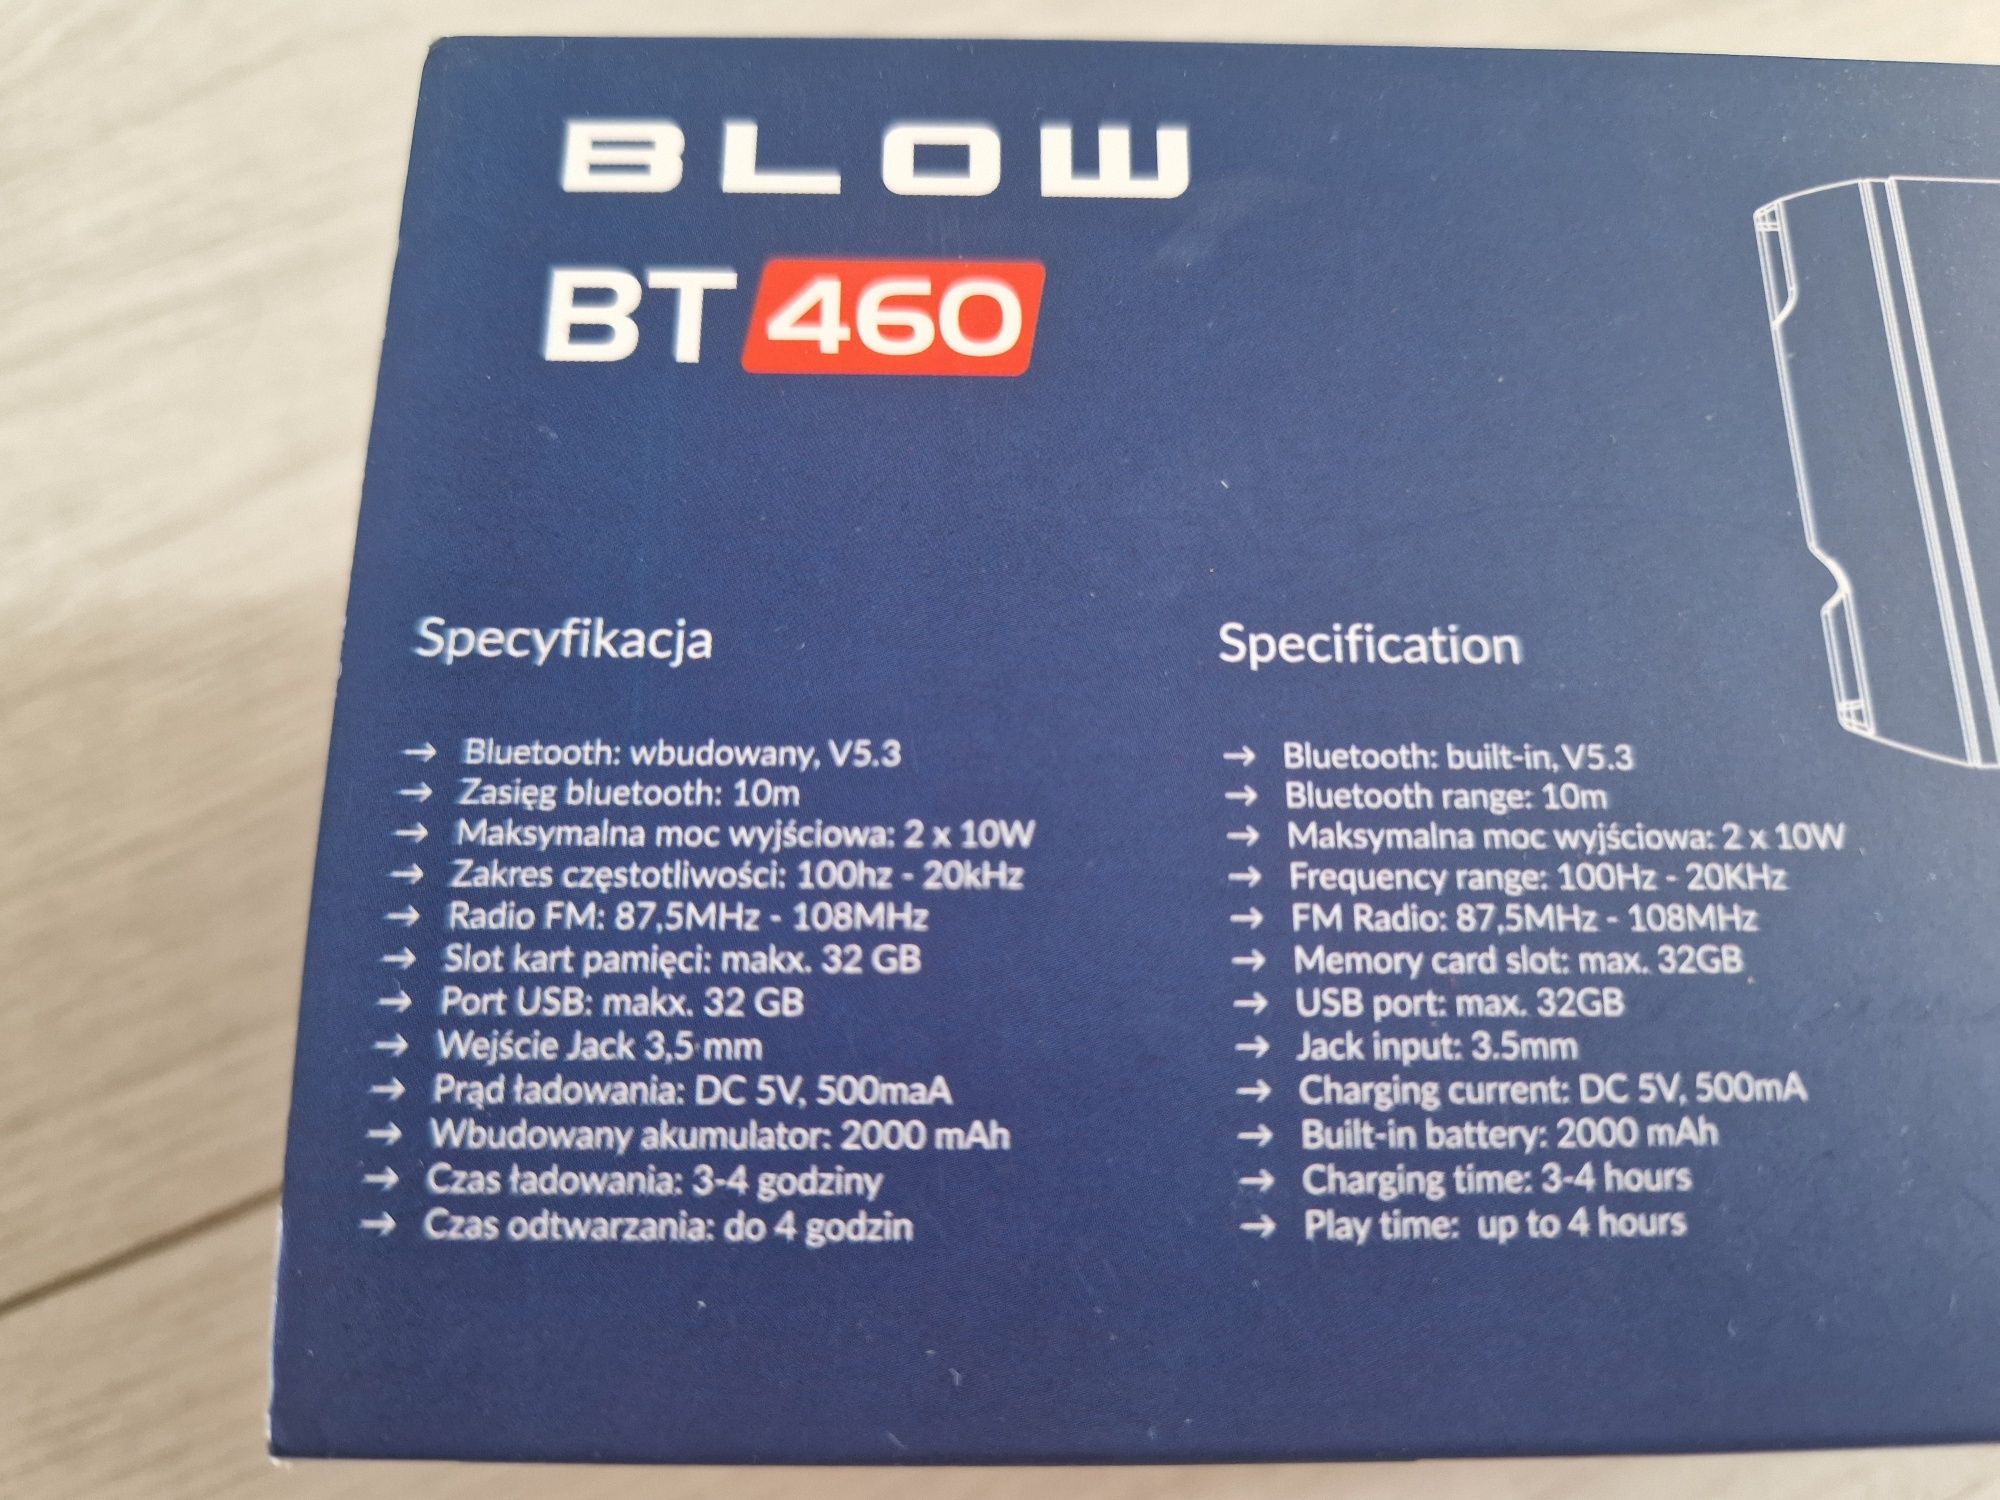 BLOW
BT 460
Specyfikacja
→ Bluetooth: wbudowany, V5.3
→ Zasięg bluetooth: 10m
→ Maksymalna moc wyjściowa: 2 x 10W
→ Zakres częstotliwości: 100hz - 20kHz
→ Radio FM: 87,5MHz - 108MHz
→ Slot kart pamięci: makx. 32 GB
→ Port USB: makx. 32 GB
→ Wejście Jack 3,5 mm
→ Prąd ładowania: DC 5V, 500maA
→ Wbudowany akumulator: 2000 mAh
→ Czas ładowania: 3-4 godziny
→ Czas odtwarzania: do 4 godzin
Specification
→ Bluetooth: built-in, V5.3
→ Bluetooth range: 10m
→ Maksymalna moc wyjściowa: 2 x 10W
→ Frequency range: 100Hz - 20KHz
→ FM Radio: 87,5MHz - 108MHz
→ Memory card slot: max. 32GB
→ USB port: max. 32GB
→ Jack input: 3.5mm
→ Charging current: DC 5V, 500mA
→ Built-in battery: 2000 mAh
→ Charging time: 3-4 hours
→ Play time: up to 4 hours